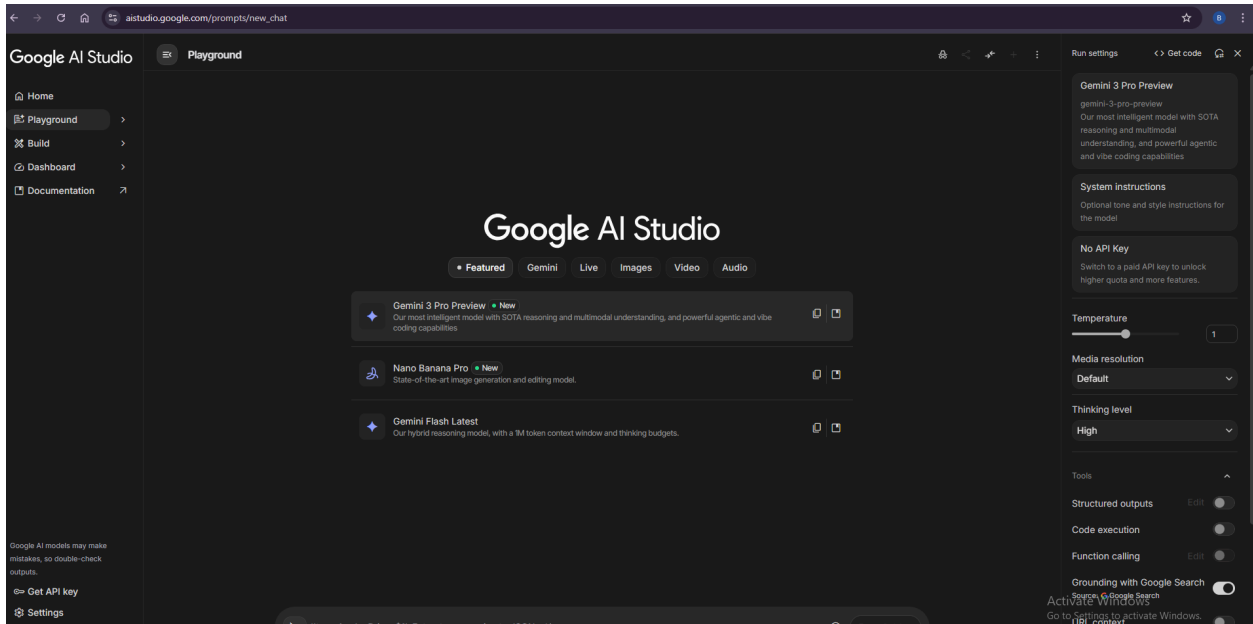 aistudio.google.com/prompts/new_chat
B
Google AI Studio
Home
Playground
Build
Dashboard
Documentation
Google AI models may make
mistakes, so double-check
outputs.
Get API key
Settings
Playground
Google AI Studio
Featured
Gemini
Live
Images
Video
Audio
Gemini 3 Pro Preview New
Our most intelligent model with SOTA reasoning and multimodal understanding, and powerful agentic and vibe
coding capabilities
Nano Banana Pro New
State-of-the-art image generation and editing model.
Gemini Flash Latest
Our hybrid reasoning model, with a 1M token context window and thinking budgets.
Run settings
<> Get code
Gemini 3 Pro Preview
gemini-3-pro-preview
Our most intelligent model with SOTA
reasoning and multimodal
understanding, and powerful agentic
and vibe coding capabilities
System instructions
Optional tone and style instructions for
the model
No API Key
Switch to a paid API key to unlock
higher quota and more features.
Temperature
1
Media resolution
Default
Thinking level
High
Tools
Structured outputs Edit
Code execution
Function calling Edit
Grounding with Google Search
Source: Google Search
URL context
Activate Windows
Go to Settings to activate Windows.